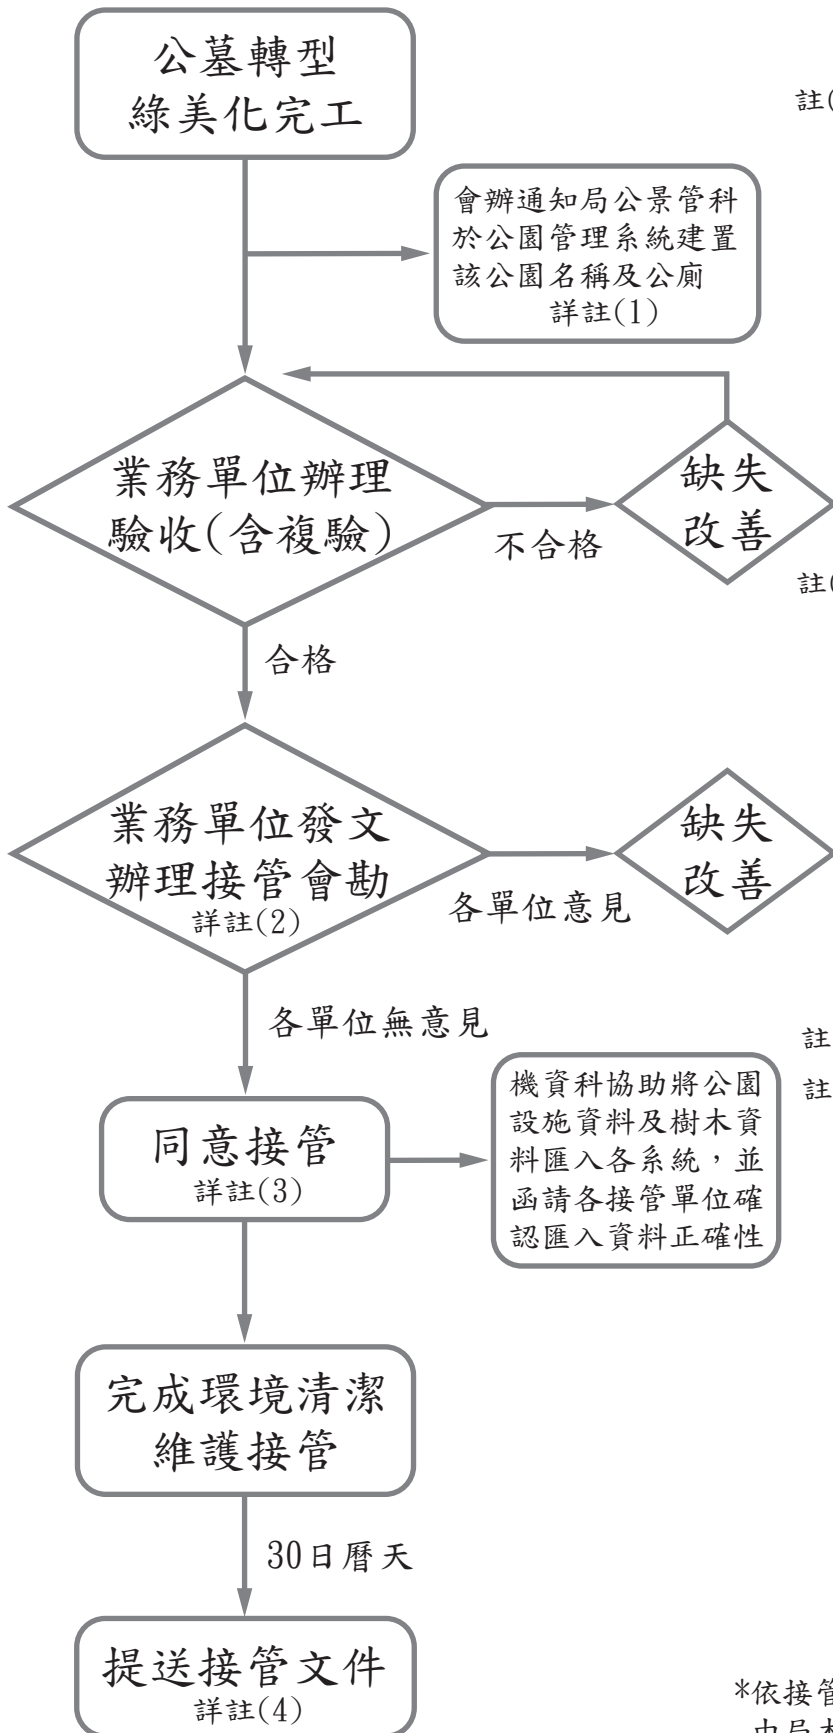 公墓轉型
綠美化完工
註(
會辦通知局公景管科
於公園管理系統建置
該公園名稱及公廁
詳註(1)
業務單位辦理
驗收(含複驗)
不合格
缺失
改善
註(
合格
業務單位發文
辦理接管會勘
詳註(2)
各單位意見
缺失
改善
各單位無意見
註
註
同意接管
詳註(3)
機資科協助將公園
設施資料及樹木資
料匯入各系統，並
函請各接管單位確
認匯入資料正確性
完成環境清潔
維護接管
30日曆天
提送接管文件
詳註(4)
*依接管